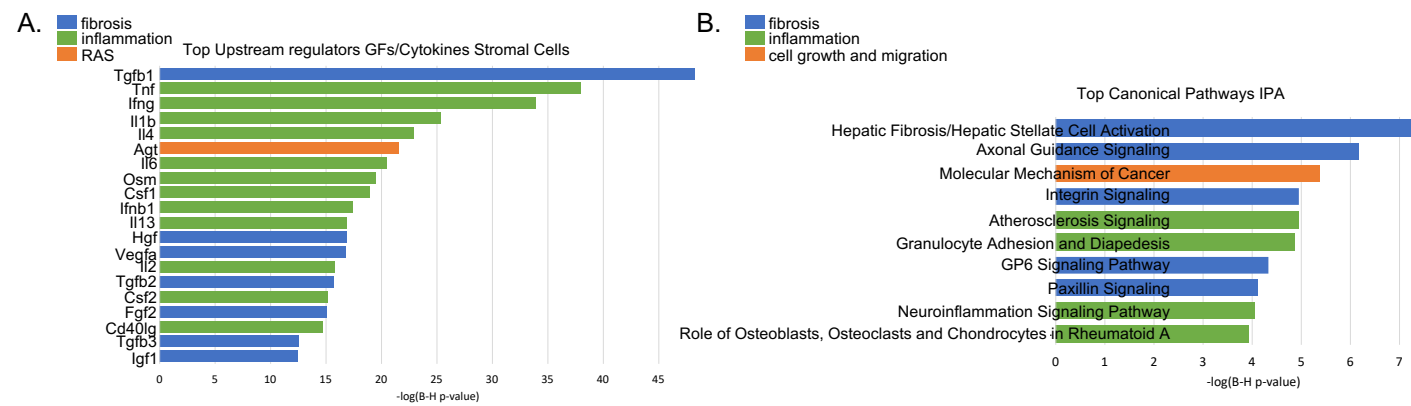 A.
fibrosis
inflammation
RAS
Top Upstream regulators GFs/Cytokines Stromal Cells
Tgfb1
Tnf
Ifng
Il1b
Il4
Agt
Il6
Osm
Csf1
Ifnb1
Il13
Hgf
Vegfa
Il2
Tgfb2
Csf2
Fgf2
Cd40lg
Tgfb3
Igf1
0 5 10 15 20 25 30 35 40 45
-log(B-H p-value)
B.
fibrosis
inflammation
cell growth and migration
Top Canonical Pathways IPA
Hepatic Fibrosis/Hepatic Stellate Cell Activation
Axonal Guidance Signaling
Molecular Mechanism of Cancer
Integrin Signaling
Atherosclerosis Signaling
Granulocyte Adhesion and Diapedesis
GP6 Signaling Pathway
Paxillin Signaling
Neuroinflammation Signaling Pathway
Role of Osteoblasts, Osteoclasts and Chondrocytes in Rheumatoid A
0 1 2 3 4 5 6 7
-log(B-H p-value)